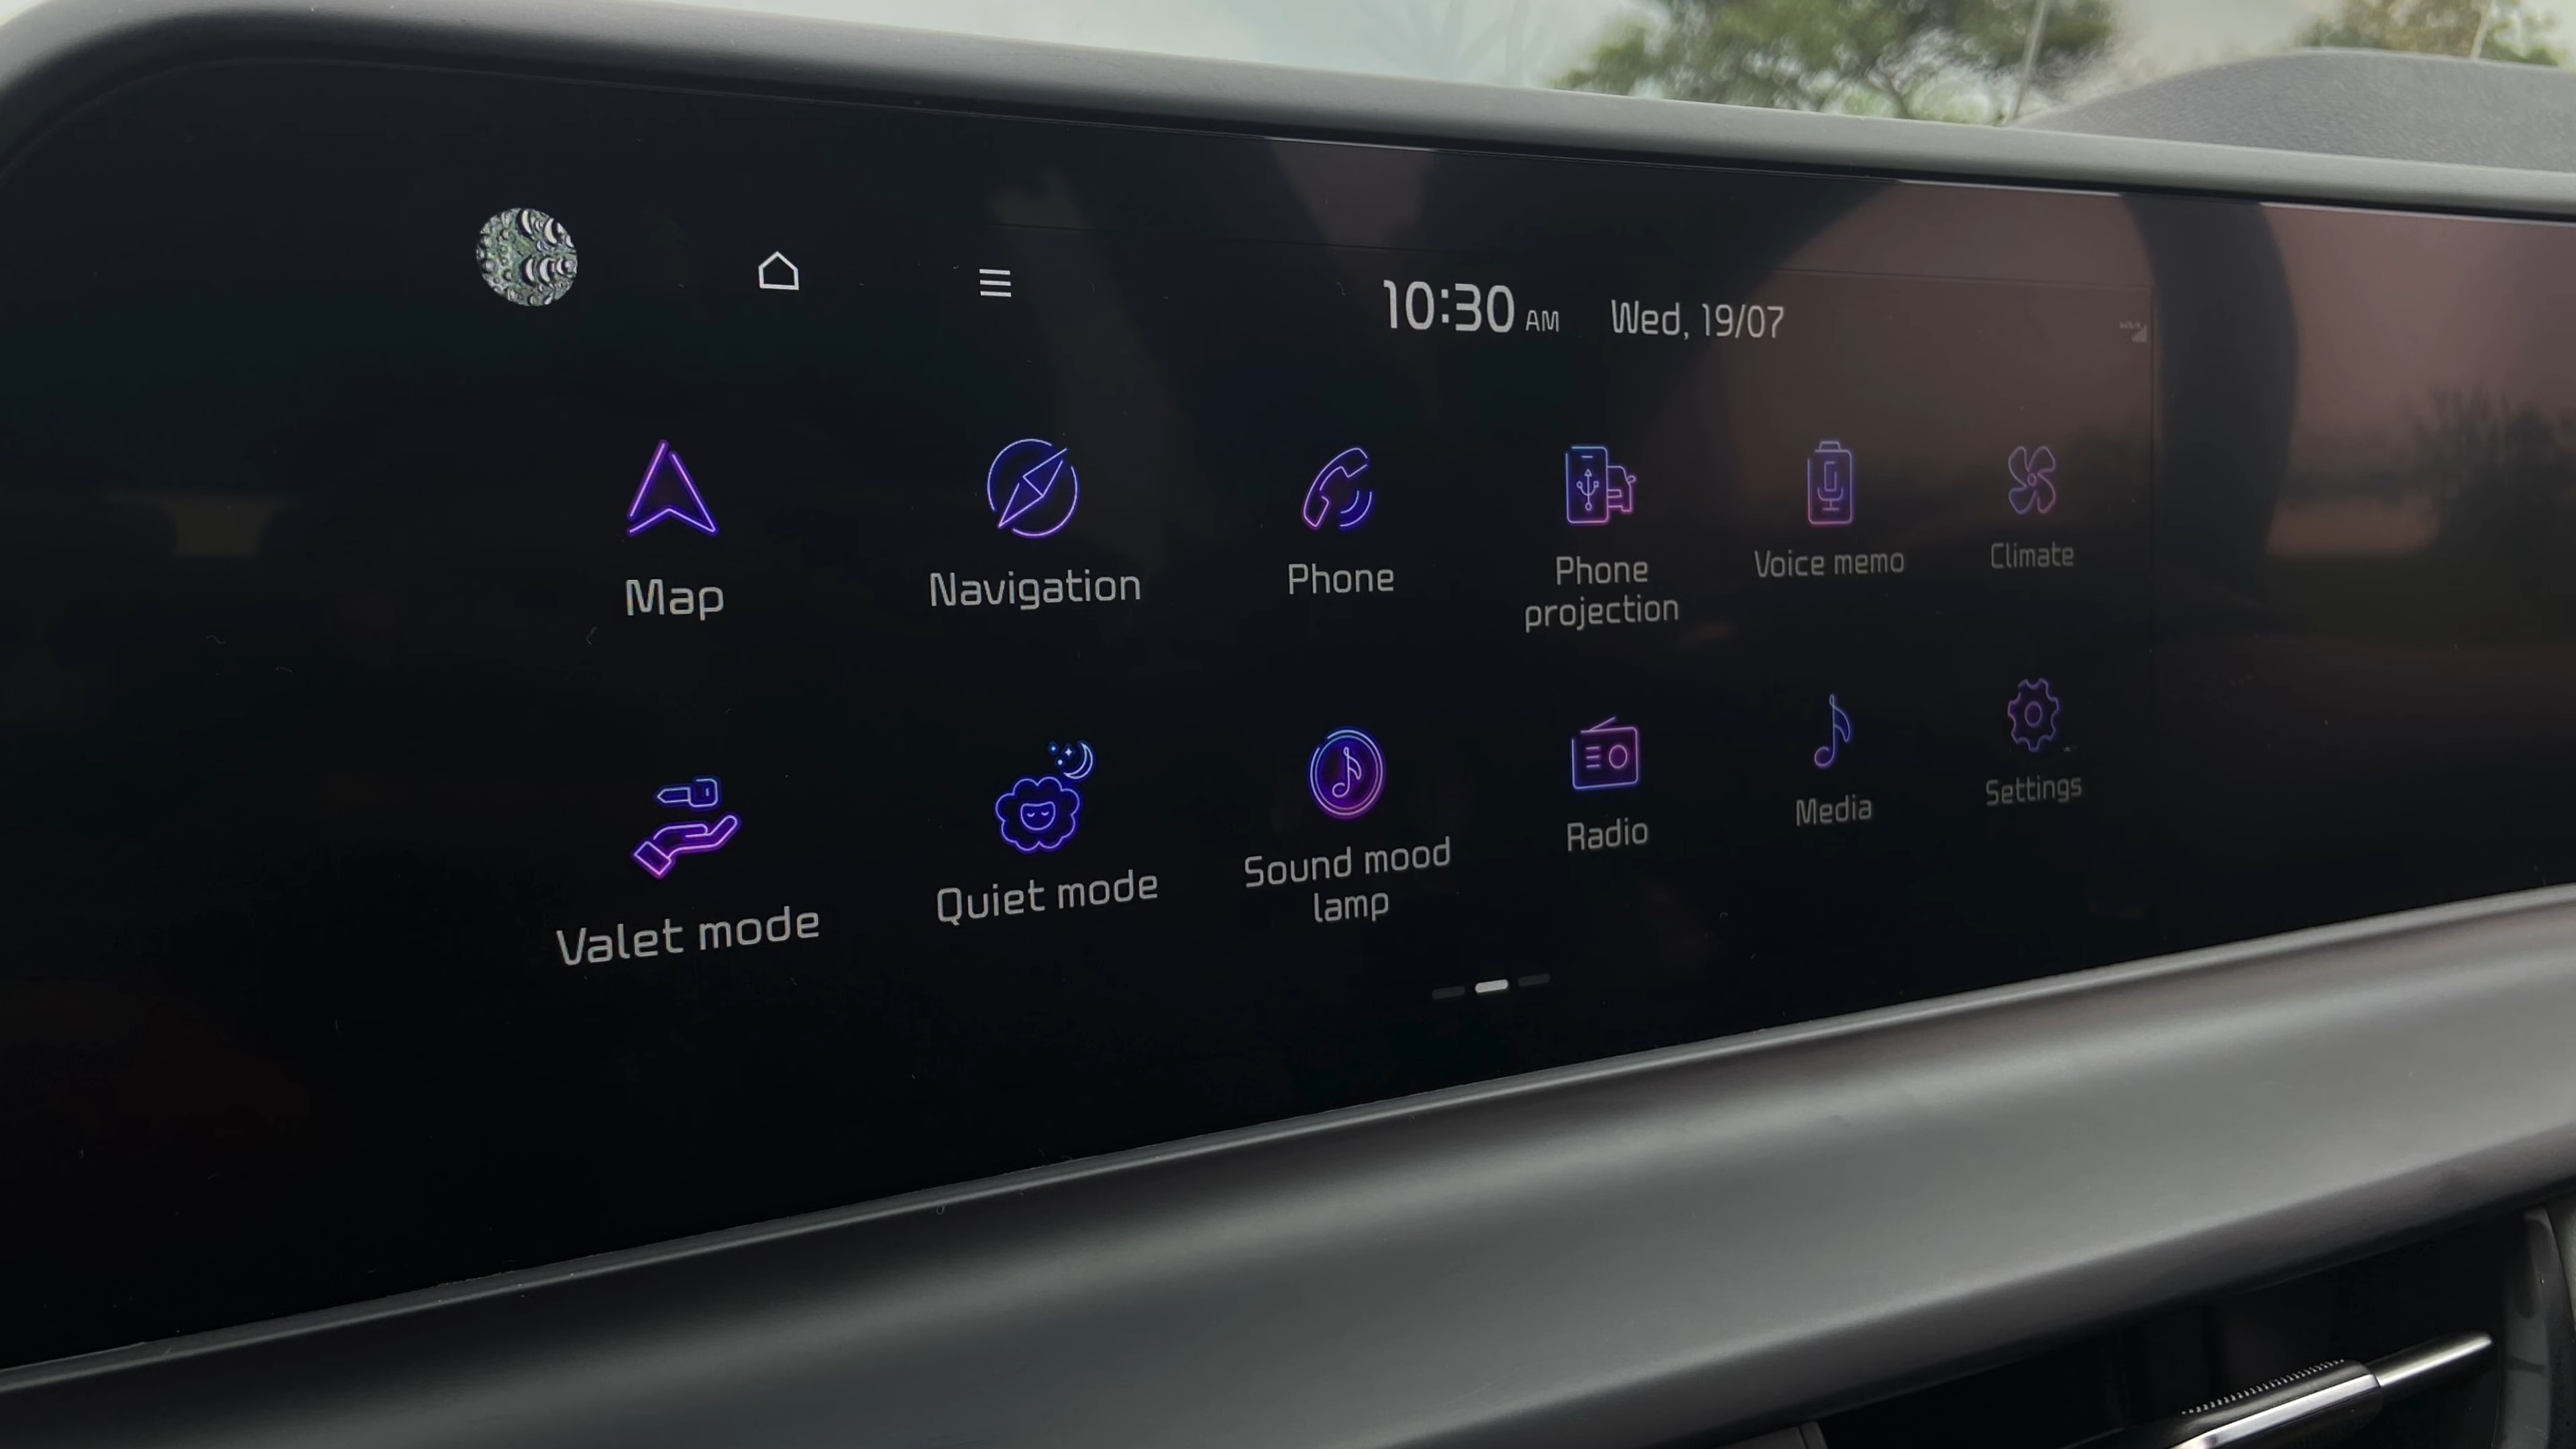 10:30 AM Wed, 19/07
Map
Navigation
Phone
Phone
projection
Voice memo
Climate
Valet mode
Quiet mode
Sound mood
lamp
Radio
Media
Settings